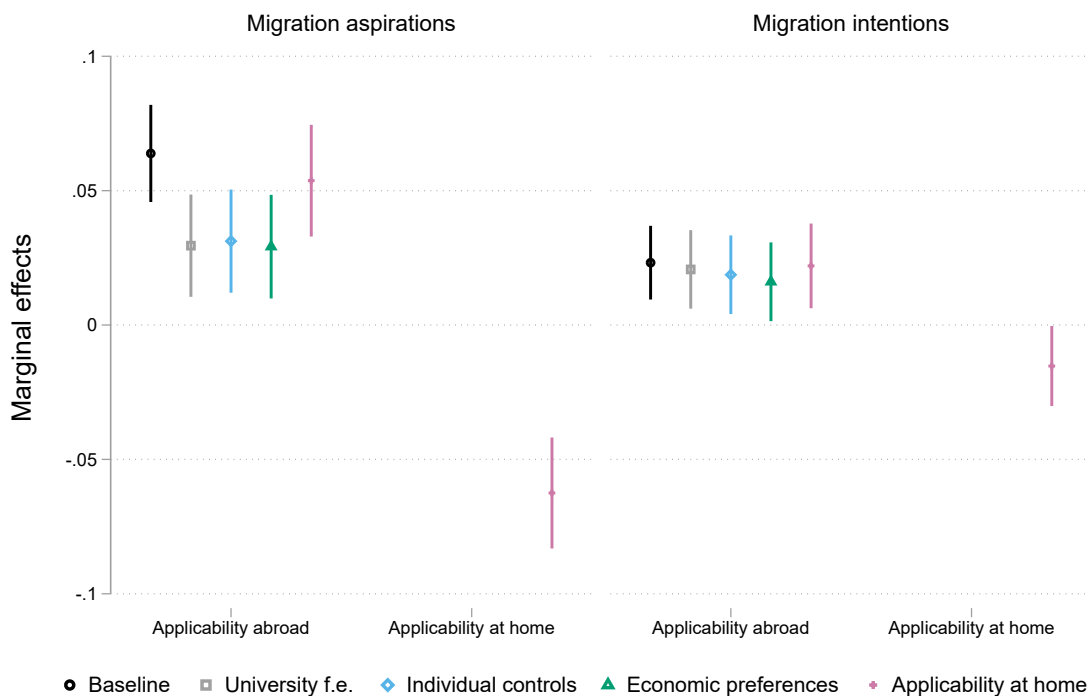 Migration aspirations
Migration intentions
Marginal effects
.1
.05
0
-.05
-.1
Applicability abroad
Applicability at home
Applicability abroad
Applicability at home
Baseline
University f.e.
Individual controls
Economic preferences
Applicability at home